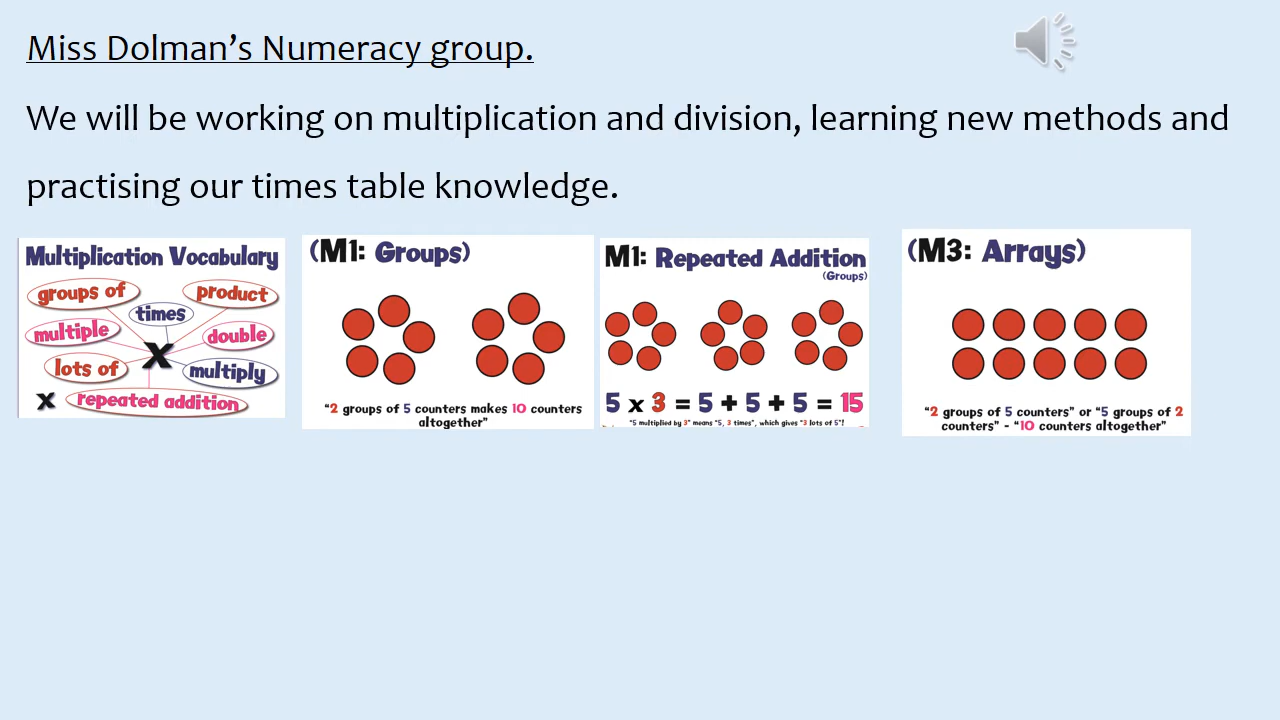 Miss Dolman’s Numeracy group.
We will be working on multiplication and division, learning new methods and
practising our times table knowledge.
Multiplication Vocabulary
groups of
product
times
multiple
double
x
lots of
multiply
x
repeated addition
(M1: Groups)
“2 groups of 5 counters makes 10 counters
altogether”
M1: Repeated Addition
(Groups)
5 x 3 = 5 + 5 + 5 = 15
“5 multiplied by 3” means “5, 3 times”, which gives “3 lots of 5”!
(M3: Arrays)
“2 groups of 5 counters” or “5 groups of 2
counters” - “10 counters altogether”